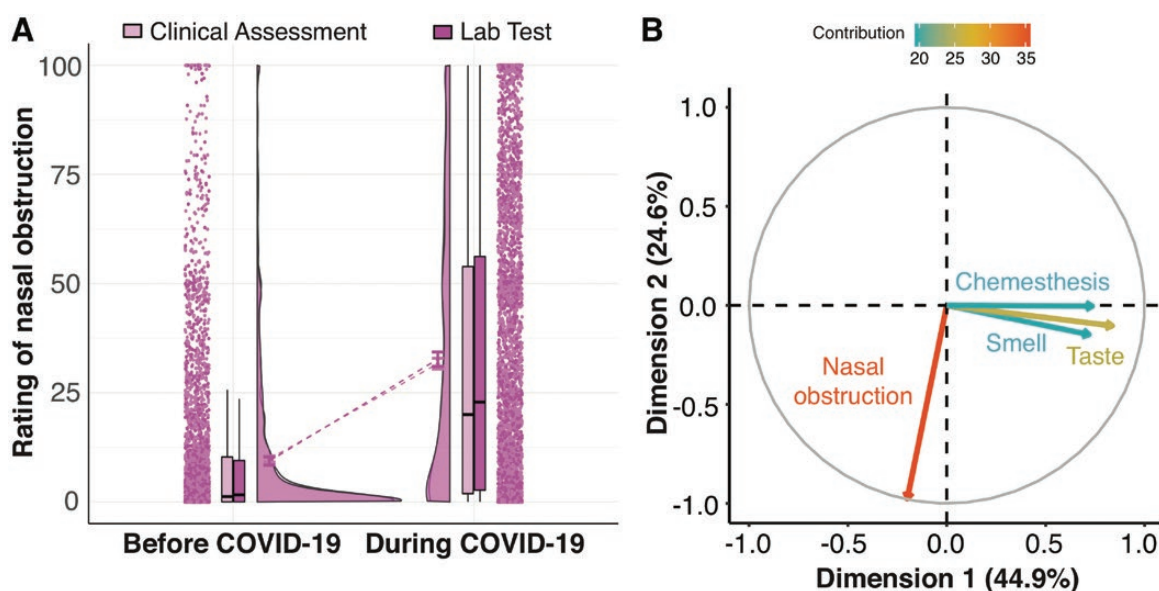 A
Clinical Assessment
Lab Test
Rating of nasal obstruction
100
75
50
25
0
Before COVID-19
During COVID-19
B
Contribution
20 25 30 35
Dimension 2 (24.6%)
1.0
0.5
0.0
-0.5
-1.0
Chemesthesis
Smell
Taste
Nasal
obstruction
-1.0 -0.5 0.0 0.5 1.0
Dimension 1 (44.9%)